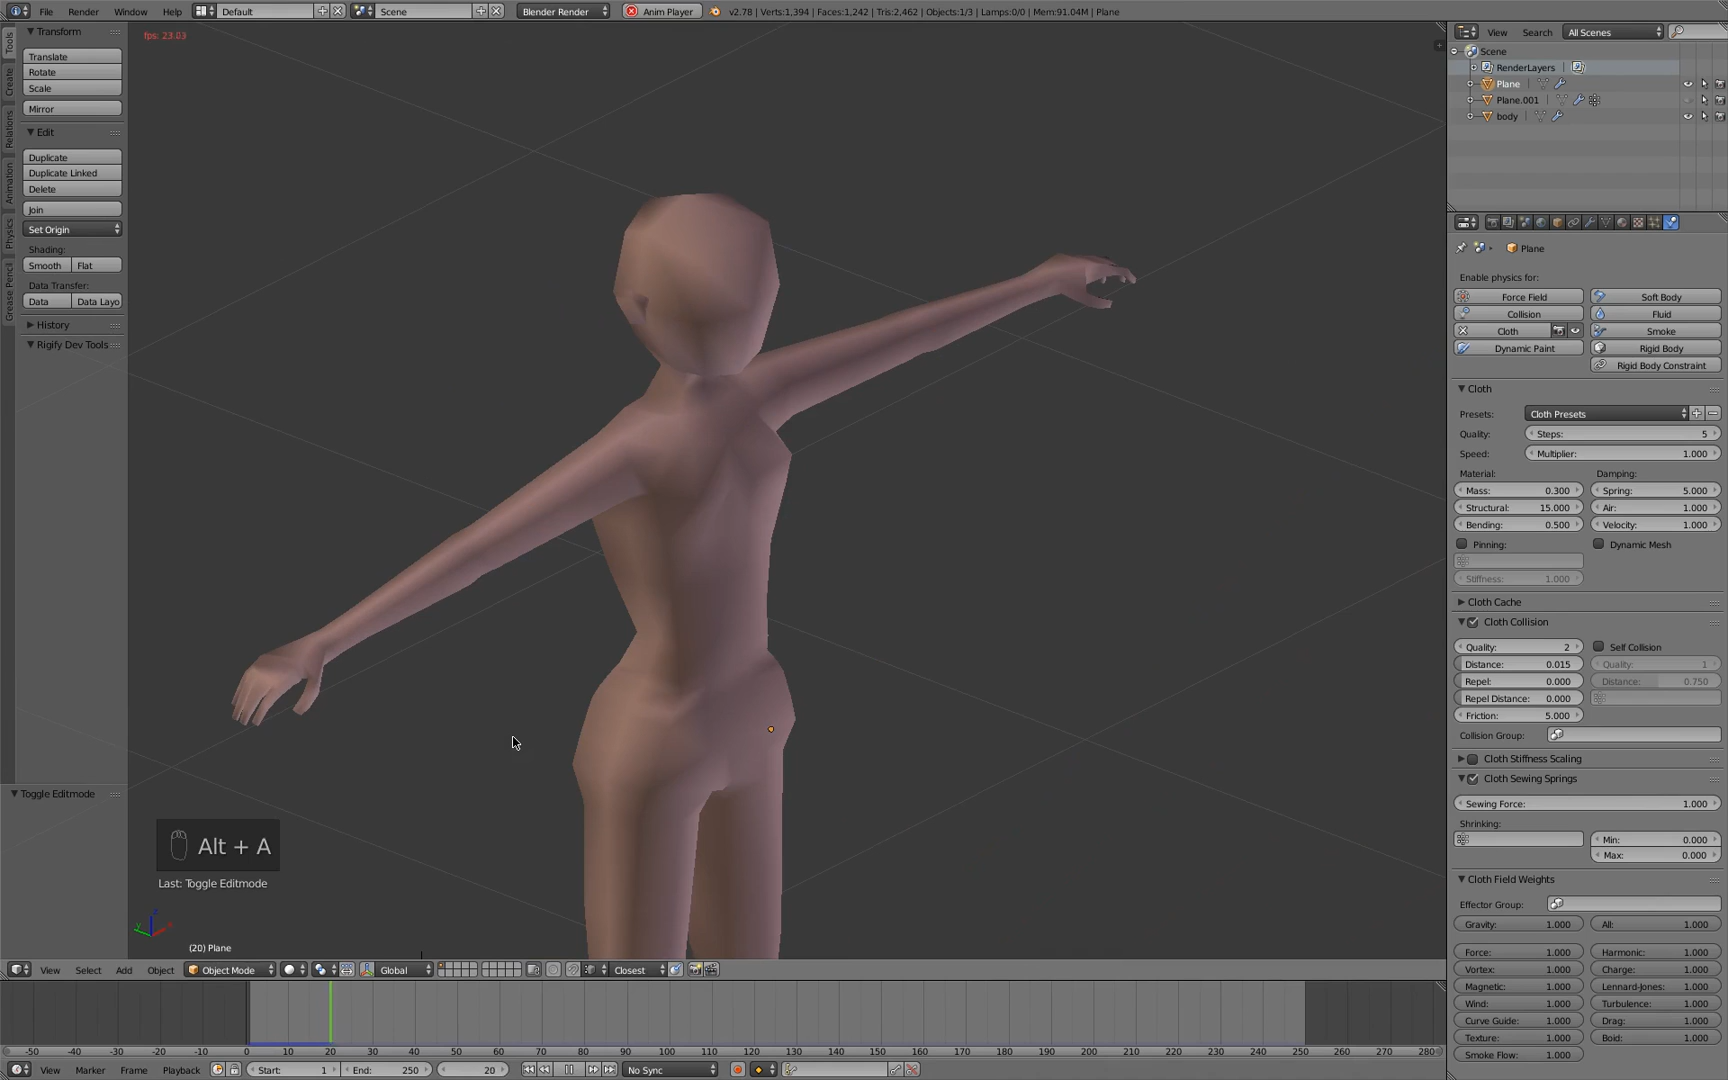 File Render Window Help Default Scene Blender Render Anim Player v2.78 | Verts:1,394 | Faces:1,242 | Tris:2,462 | Objects:1/3 | Lamps:0/0 | Mem:91.04M | Plane
Tools
Create
Relations
Animation
Physics
Grease Pencil
Transform
Translate
Rotate
Scale
Mirror
Edit
Duplicate
Duplicate Linked
Delete
Join
Set Origin
Shading:
Smooth Flat
Data Transfer:
Data Data Layo
History
Rigify Dev Tools
Toggle Editmode
fps: 23.03
Alt + A
Last: Toggle Editmode
(20) Plane
View Select Add Object Object Mode Global Closest
-50 -40 -30 -20 -10 0 10 20 30 40 50 60 70 80 90 100 110 120 130 140 150 160 170 180 190 200 210 220 230 240 250 260 270 280
View Marker Frame Playback Start: 1 End: 250 20 No Sync
View Search All Scenes
Scene
RenderLayers
Plane
Plane.001
body
Plane
Enable physics for:
Force Field Soft Body
Collision Fluid
Cloth Smoke
Dynamic Paint Rigid Body
Rigid Body Constraint
Cloth
Presets: Cloth Presets
Quality: Steps: 5
Speed: Multiplier: 1.000
Material: Damping:
Mass: 0.300 Spring: 5.000
Structural: 15.000 Air: 1.000
Bending: 0.500 Velocity: 1.000
Pinning: Dynamic Mesh
Stiffness: 1.000
Cloth Cache
Cloth Collision
Quality: 2 Self Collision
Distance: 0.015 Quality: 1
Repel: 0.000 Distance: 0.750
Repel Distance: 0.000
Friction: 5.000
Collision Group:
Cloth Stiffness Scaling
Cloth Sewing Springs
Sewing Force: 1.000
Shrinking:
Min: 0.000
Max: 0.000
Cloth Field Weights
Effector Group:
Gravity: 1.000 All: 1.000
Force: 1.000 Harmonic: 1.000
Vortex: 1.000 Charge: 1.000
Magnetic: 1.000 Lennard-Jones: 1.000
Wind: 1.000 Turbulence: 1.000
Curve Guide: 1.000 Drag: 1.000
Texture: 1.000 Boid: 1.000
Smoke Flow: 1.000